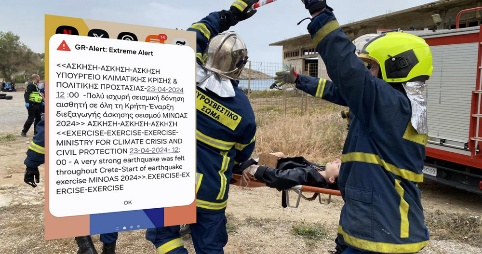 GR-Alert: Extreme Alert
<<ΑΣΚΗΣΗ-ΑΣΚΗΣΗ-ΑΣΚΗΣΗ
ΥΠΟΥΡΓΕΙΟ ΚΛΙΜΑΤΙΚΗΣ ΚΡΙΣΗΣ &
ΠΟΛΙΤΙΚΗΣ ΠΡΟΣΤΑΣΙΑΣ-23-04-2024
12:00 -Πολύ ισχυρή σεισμική δόνηση
αισθητή σε όλη τη Κρήτη-Έναρξη
διεξαγωγής άσκησης σεισμού ΜΙΝΩΑΣ
2024>> ΑΣΚΗΣΗ-ΑΣΚΗΣΗ-ΑΣΚΗΣΗ
<<EXERCISE-EXERCISE-EXERCISE-
MINISTRY FOR CLIMATE CRISIS AND
CIVIL PROTECTION 23-04-2024- 12:
00 - A very strong earthquake was felt
throughout Crete-Start of earthquake
exercise MINOAS 2024>>.EXERCISE-EX
ERCISE-EXERCISE
OK
ΠΥΡΟΣΒΕΣΤΙΚΟ
ΣΩΜΑ